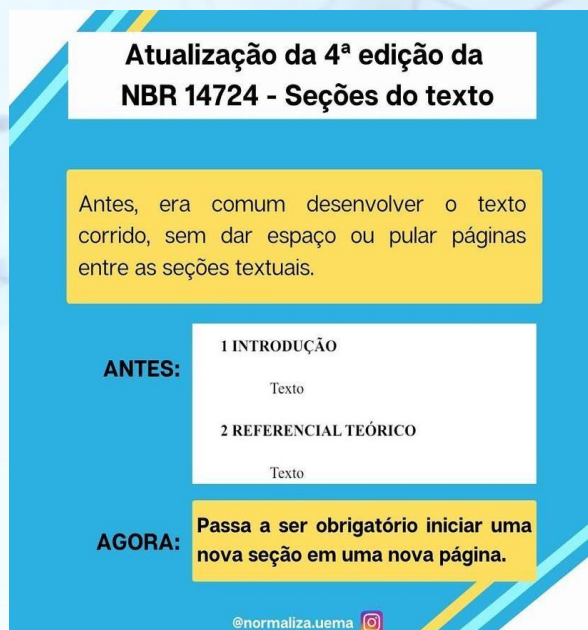 Atualização da 4ª edição da
NBR 14724 - Seções do texto
Antes, era comum desenvolver o texto
corrido, sem dar espaço ou pular páginas
entre as seções textuais.
ANTES:
1 INTRODUÇÃO
Texto
2 REFERENCIAL TEÓRICO
Texto
AGORA:
Passa a ser obrigatório iniciar uma
nova seção em uma nova página.
@normaliza.uema